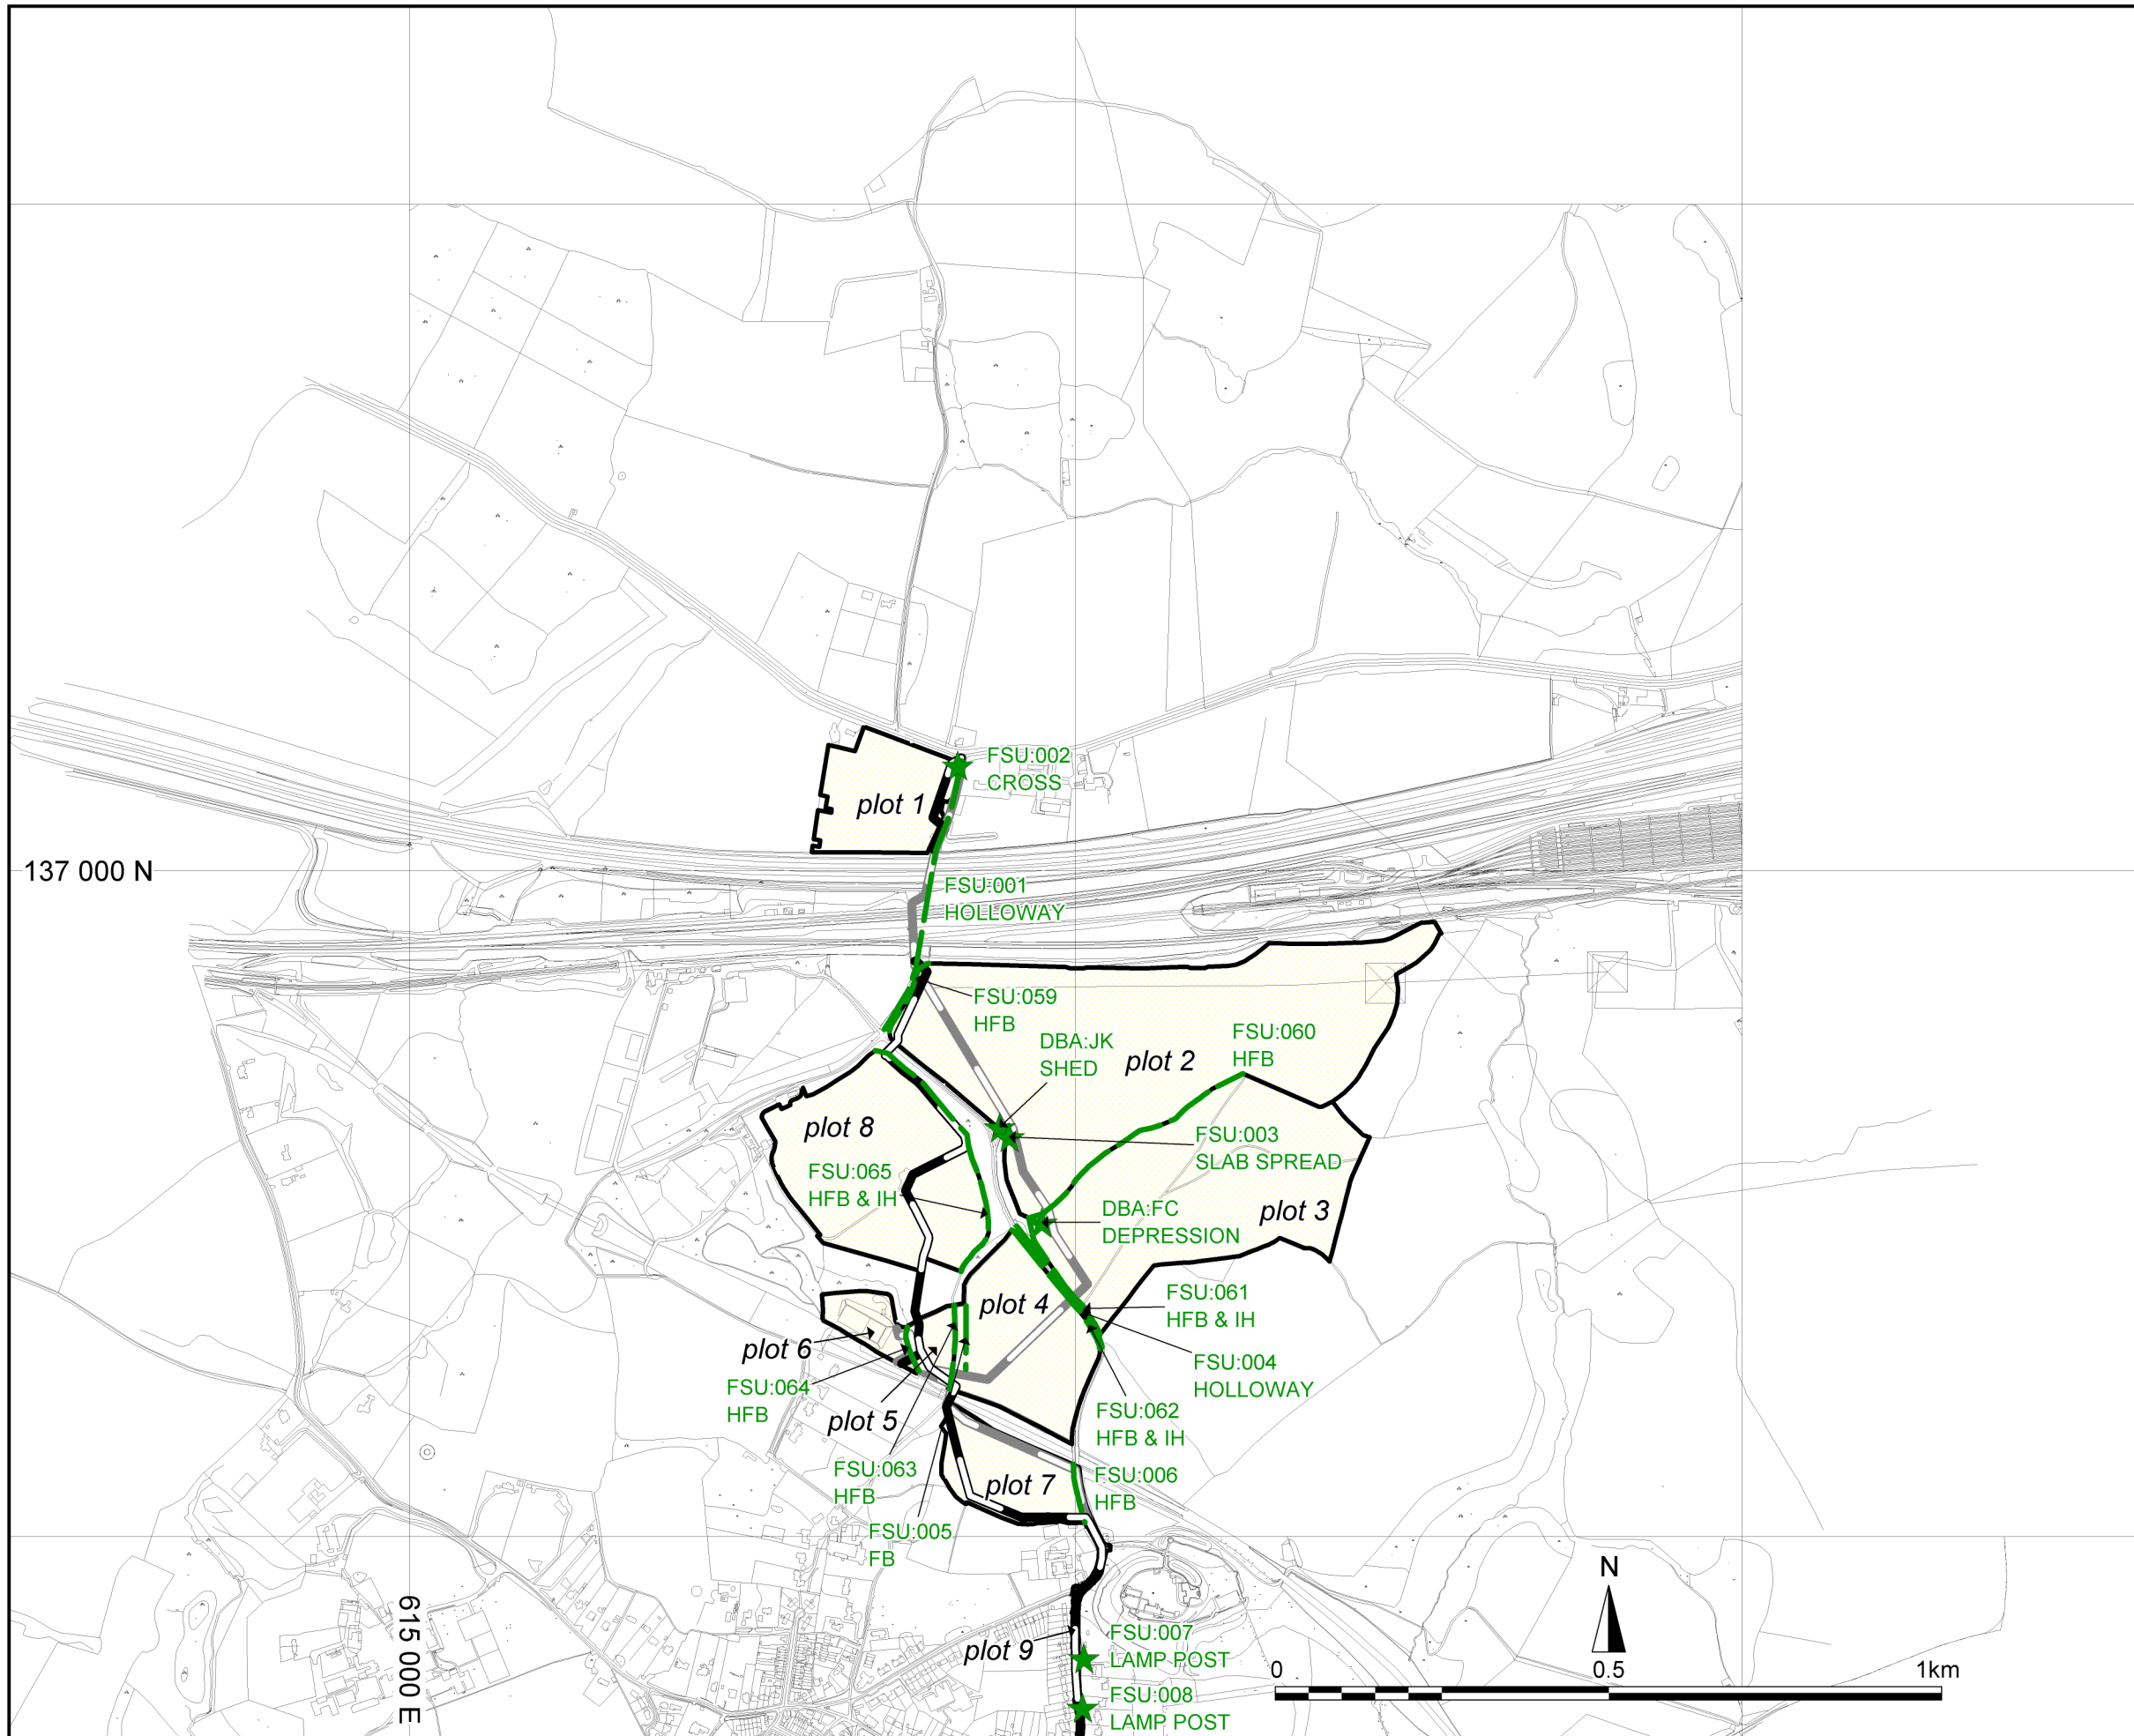 FSU:002
CROSS
plot 1
137 000 N
FSU:001
HOLLOWAY
FSU:059
HFB
DBA:JK
SHED
plot 2
FSU:060
HFB
plot 8
FSU:003
SLAB SPREAD
FSU:065
HFB & IH
DBA:FC
DEPRESSION
plot 3
plot 4
FSU:061
HFB & IH
plot 6
FSU:004
HOLLOWAY
FSU:064
HFB
plot 5
FSU:062
HFB & IH
FSU:063
HFB
plot 7
FSU:006
HFB
FSU:005
FB
615 000 E
N
plot 9
FSU:007
LAMP POST
0 0.5 1km
FSU:008
LAMP POST